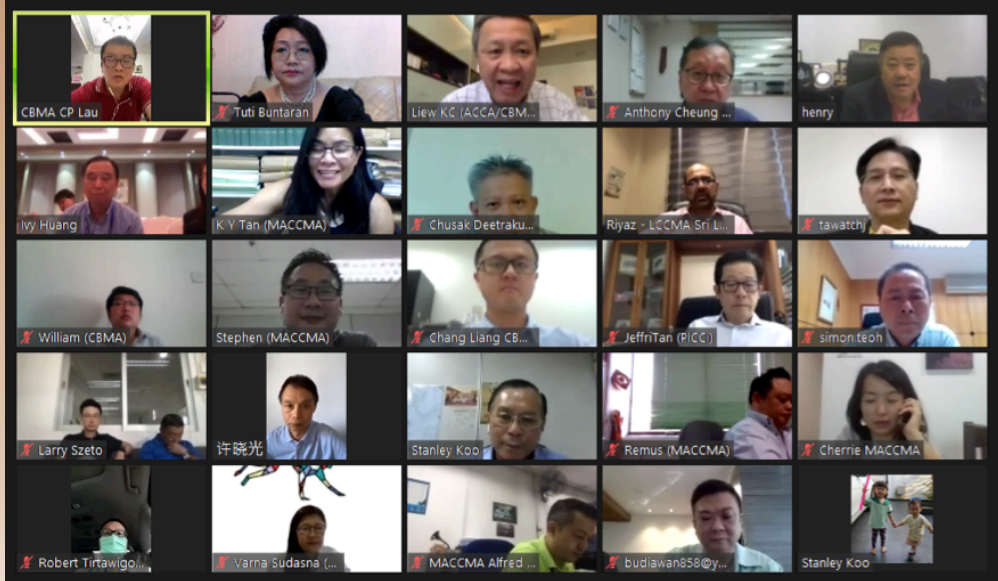 CBMA CP Lau
Tuti Buntaran
Liew KC (ACCA/CBM...
Anthony Cheung ...
henry
Ivy Huang
K Y Tan (MACCMA)
Chusak Deetraku...
Riyaz - LCCMA Sri L...
tawatchj
William (CBMA)
Stephen (MACCMA)
Chang Liang CB...
JeffriTan (PICCI)
simon.teoh
Larry Szeto
许晓光
Stanley Koo
Remus (MACCMA)
Cherrie MACCMA
Robert Tirtawigo...
Varna Sudasna (...
MACCMA Alfred ...
budiawan858@y...
Stanley Koo